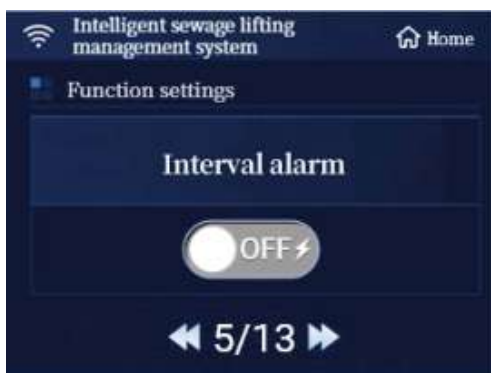 Intelligent sewage lifting
management system
Home
Function settings
Interval alarm
OFF
5/13